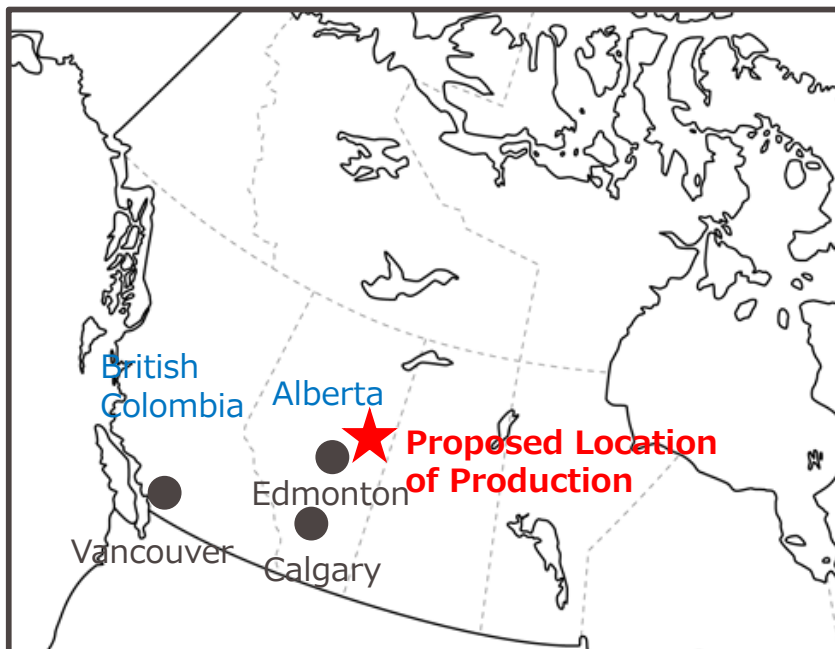 British
Colombia
Alberta
Proposed Location
of Production
Edmonton
Vancouver
Calgary